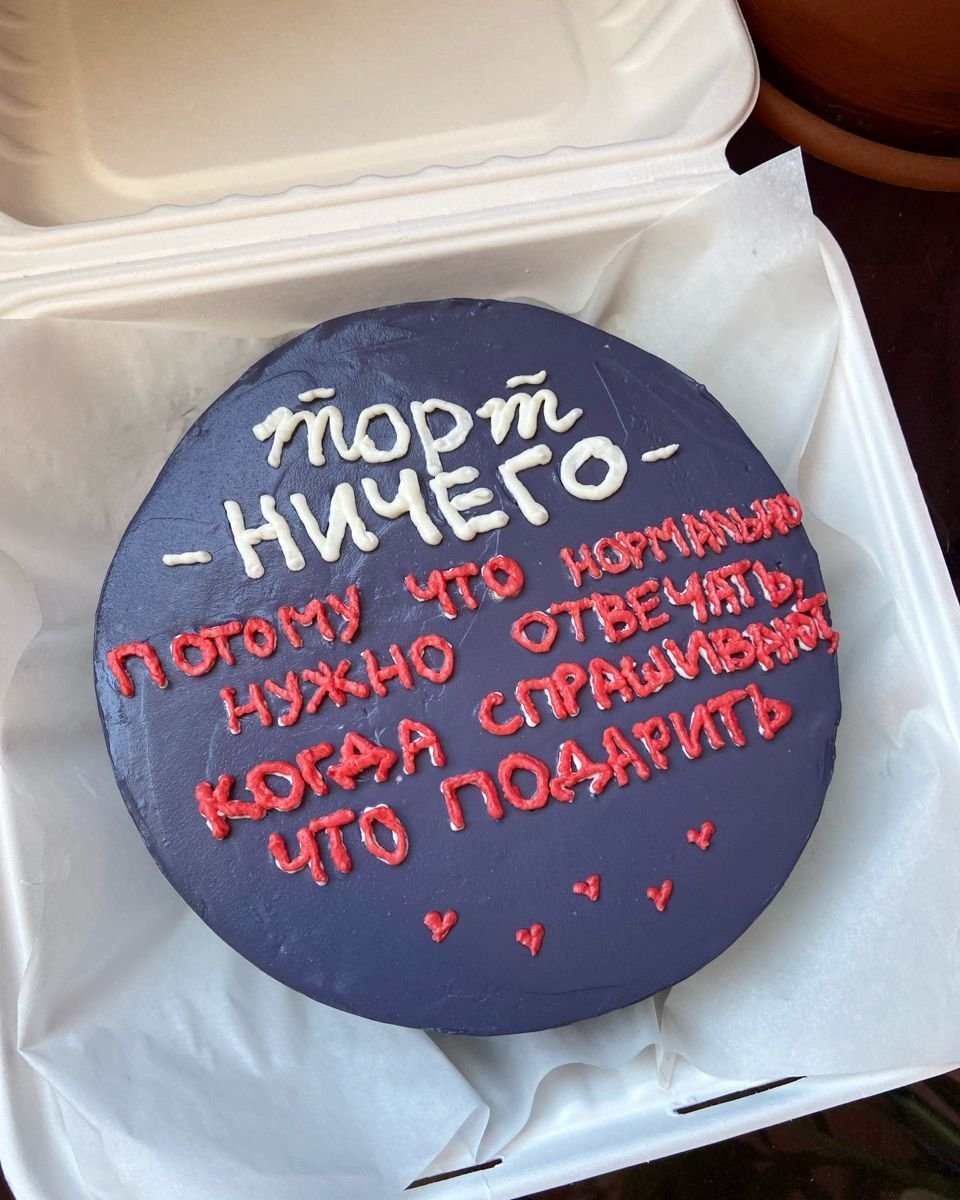 торт
-НИЧЕГО-
ПОТОМУ ЧТО НОРМАЛЬНО
НУЖНО ОТВЕЧАТЬ,
КОГДА СПРАШИВАЮТ,
ЧТО ПОДАРИТЬ